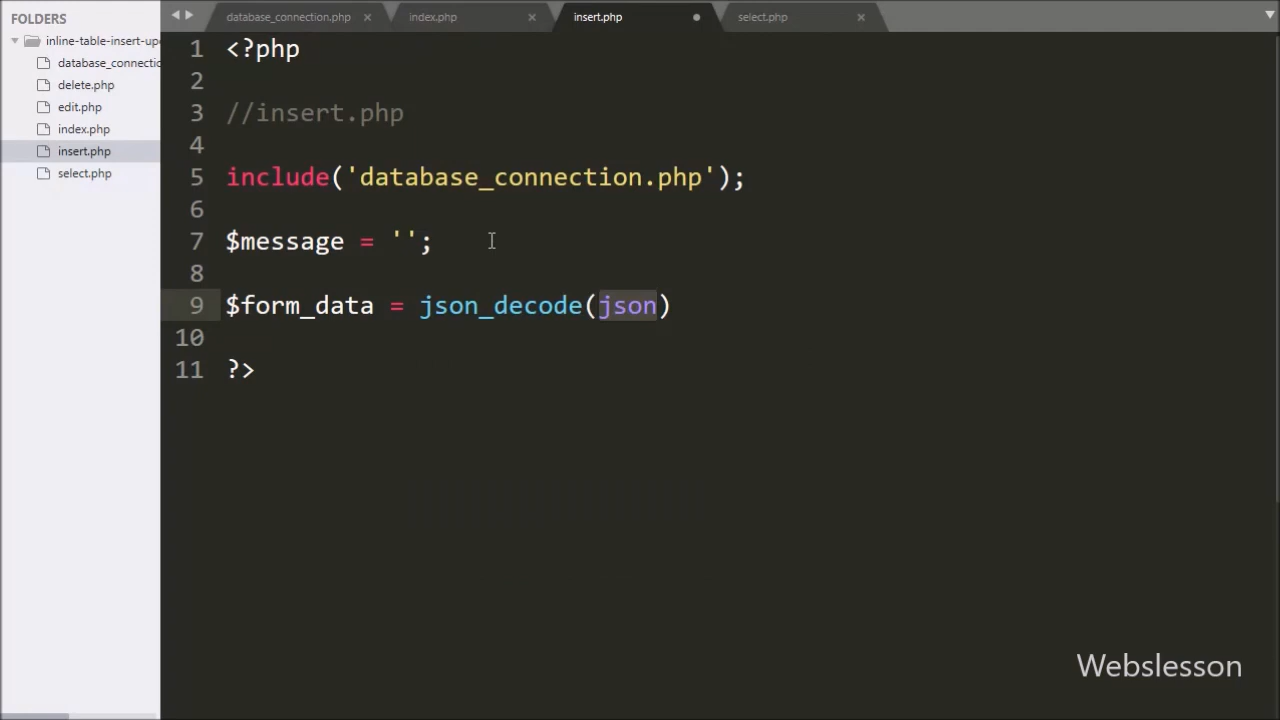 FOLDERS
inline-table-insert-upd
database_connectio
delete.php
edit.php
index.php
insert.php
select.php
database_connection.php × index.php × insert.php select.php ×
1 <?php
2
3 //insert.php
4
5 include('database_connection.php');
6
7 $message = '';
8
9 $form_data = json_decode(json)
10
11 ?>
Webslesson